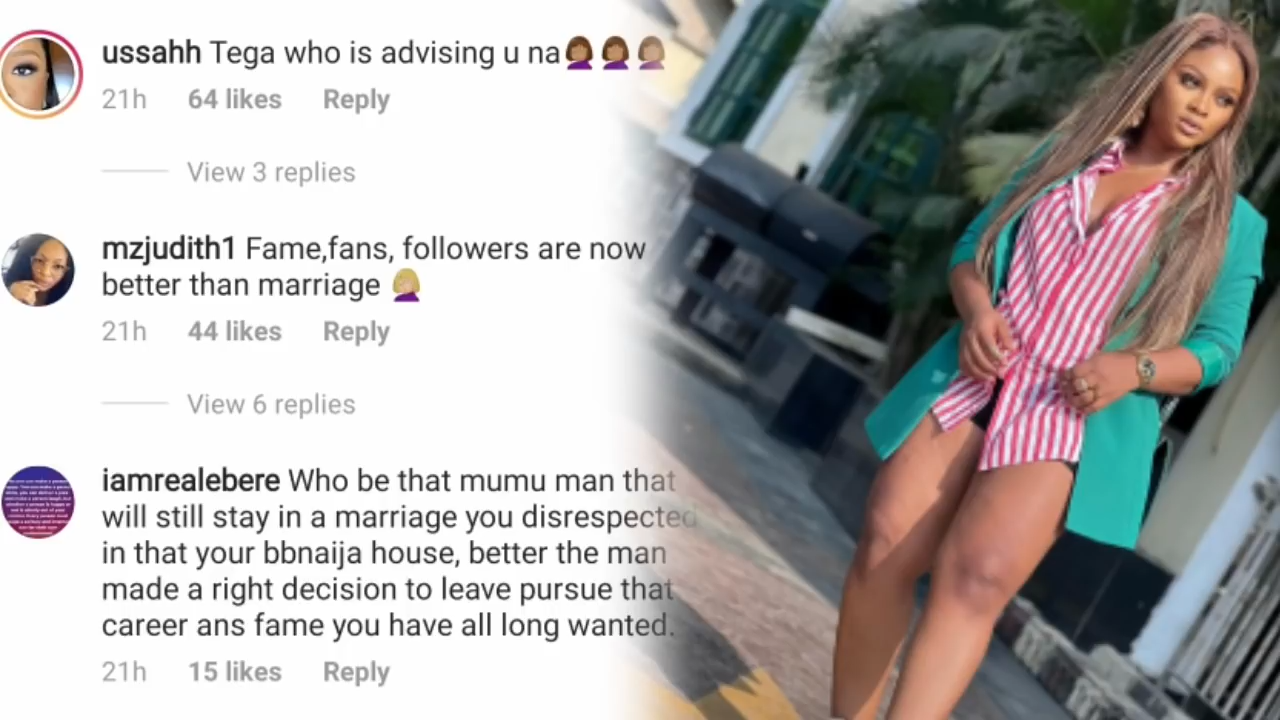 ussahh Tega who is advising u na🤦🏾‍♀️🤦🏾‍♀️🤦🏾‍♀️
21h 64 likes Reply
View 3 replies
mzjudith1 Fame,fans, followers are now
better than marriage 🤦🏼‍♀️
21h 44 likes Reply
View 6 replies
iamrealebere Who be that mumu man that
will still stay in a marriage you disrespected
in that your bbnaija house, better the man
made a right decision to leave pursue that
career ans fame you have all long wanted.
21h 15 likes Reply